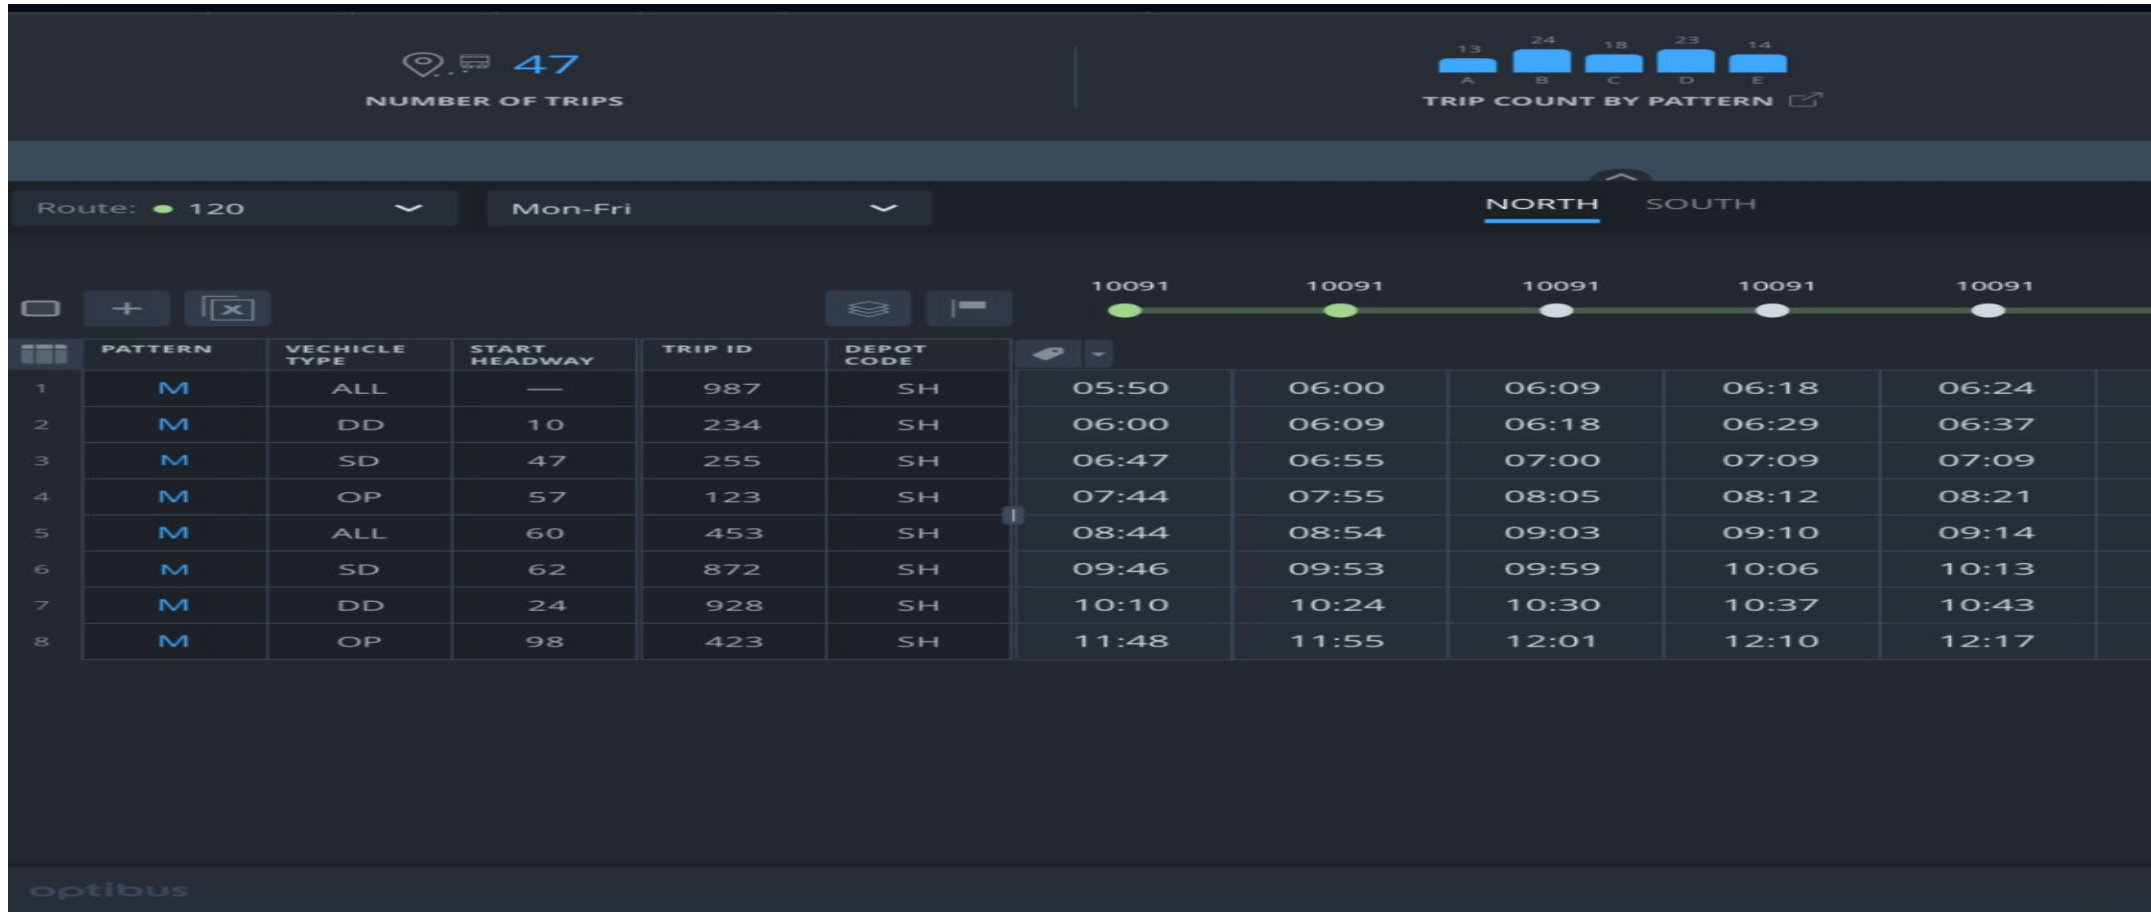 47
NUMBER OF TRIPS
13 24 18 23 14
A B C D E
TRIP COUNT BY PATTERN
Route: 120 Mon-Fri NORTH SOUTH
10091 10091 10091 10091 10091
PATTERN VECHICLE TYPE START HEADWAY TRIP ID DEPOT CODE
1 M ALL — 987 SH 05:50 06:00 06:09 06:18 06:24
2 M DD 10 234 SH 06:00 06:09 06:18 06:29 06:37
3 M SD 47 255 SH 06:47 06:55 07:00 07:09 07:09
4 M OP 57 123 SH 07:44 07:55 08:05 08:12 08:21
5 M ALL 60 453 SH 08:44 08:54 09:03 09:10 09:14
6 M SD 62 872 SH 09:46 09:53 09:59 10:06 10:13
7 M DD 24 928 SH 10:10 10:24 10:30 10:37 10:43
8 M OP 98 423 SH 11:48 11:55 12:01 12:10 12:17
optibus